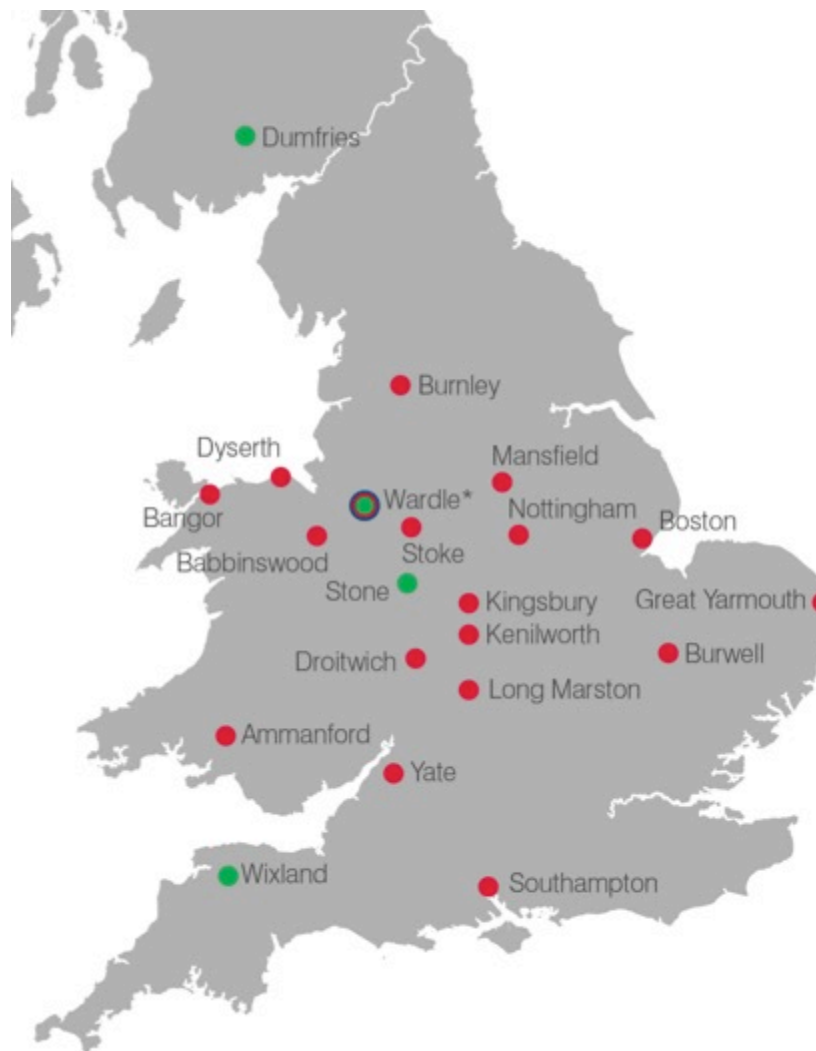 Dumfries
Burnley
Dyserth
Mansfield
Wardle*
Bangor
Nottingham
Boston
Babbinswood
Stoke
Stone
Kingsbury
Great Yarmouth
Kenilworth
Droitwich
Burwell
Long Marston
Ammanford
Yate
Wixland
Southampton